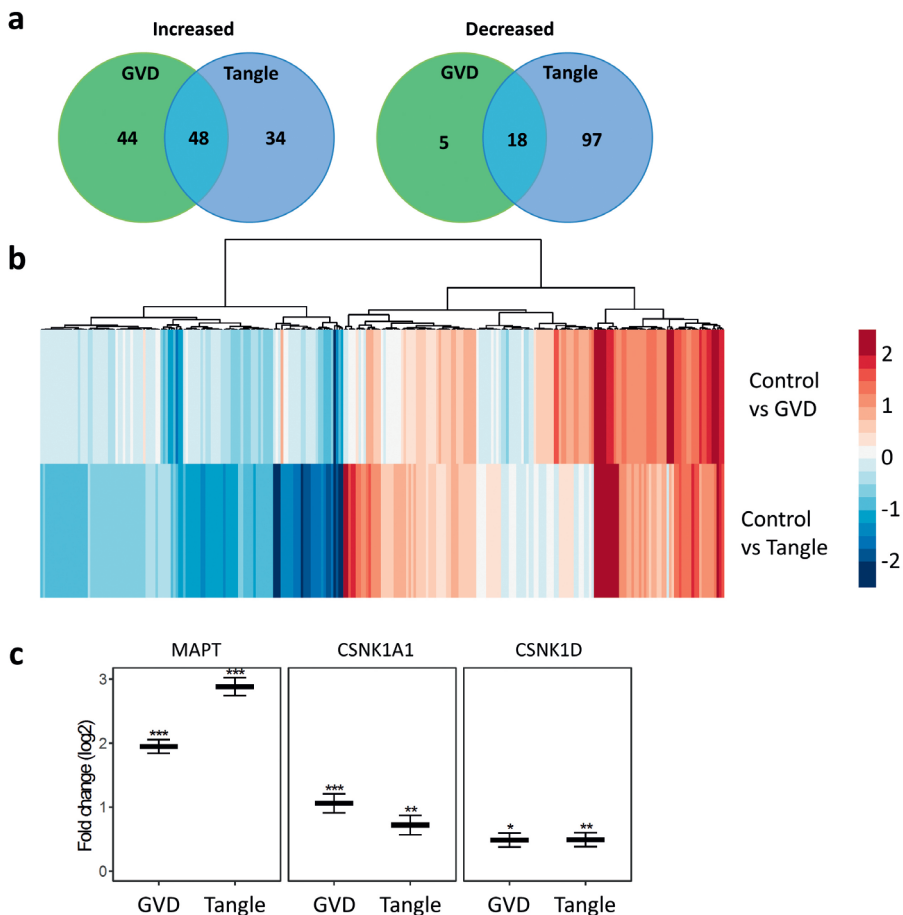 a
Increased
Decreased
GVD
Tangle
GVD
Tangle
44
48
34
5
18
97
b
Control
vs GVD
Control
vs Tangle
2
1
0
-1
-2
c
MAPT
CSNK1A1
CSNK1D
Fold change (log2)
3
2
1
0
***
***
***
**
*
**
GVD
Tangle
GVD
Tangle
GVD
Tangle